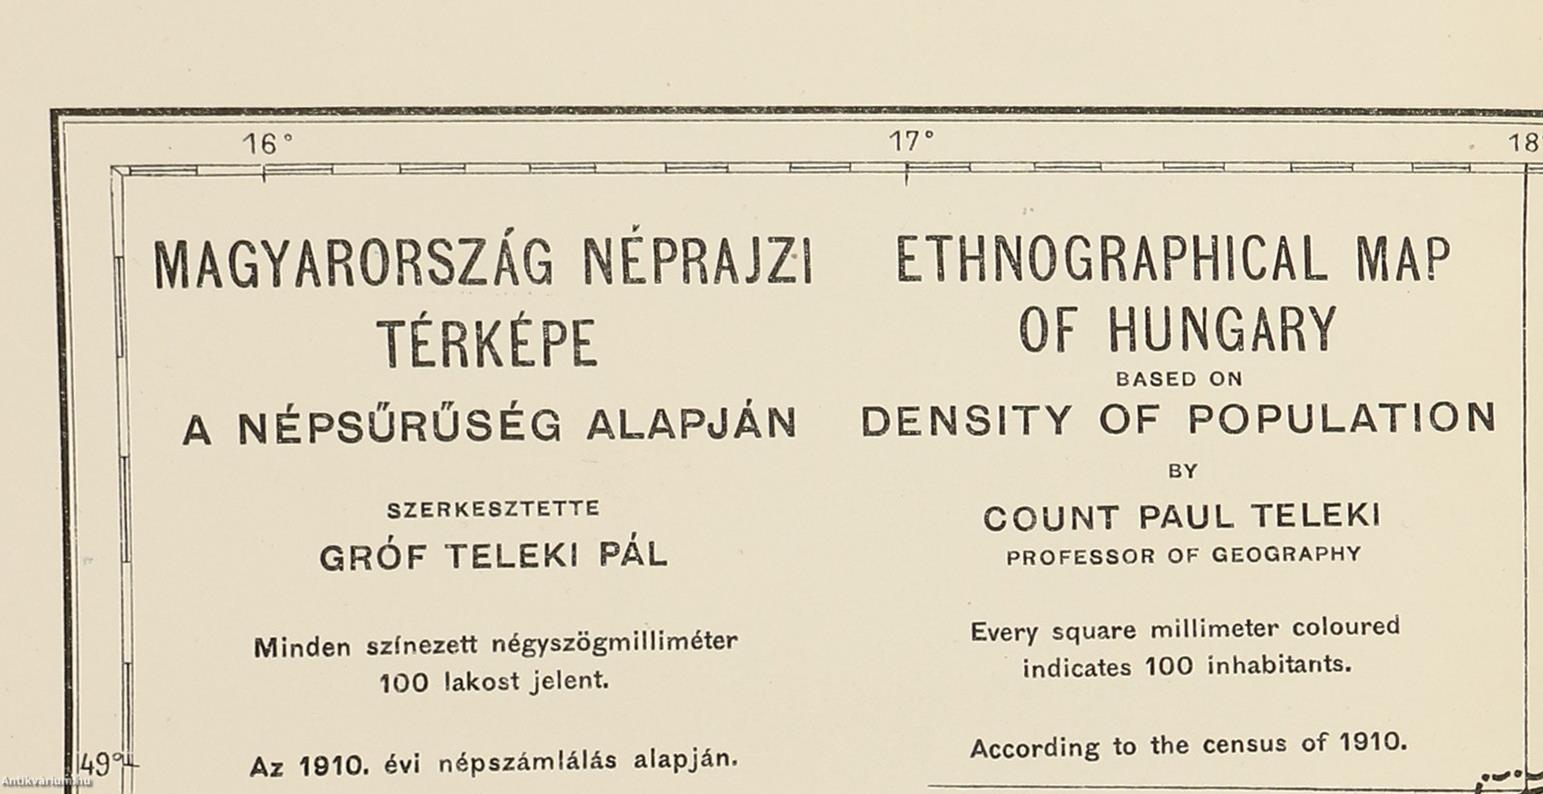 16° 17° 18
MAGYARORSZÁG NÉPRAJZI
TÉRKÉPE
A NÉPSŰRŰSÉG ALAPJÁN
SZERKESZTETTE
GRÓF TELEKI PÁL
Minden színezett négyszögmilliméter
100 lakost jelent.
Az 1910. évi népszámlálás alapján.
ETHNOGRAPHICAL MAP
OF HUNGARY
BASED ON
DENSITY OF POPULATION
BY
COUNT PAUL TELEKI
PROFESSOR OF GEOGRAPHY
Every square millimeter coloured
indicates 100 inhabitants.
According to the census of 1910.
49°
Antikvárium.hu